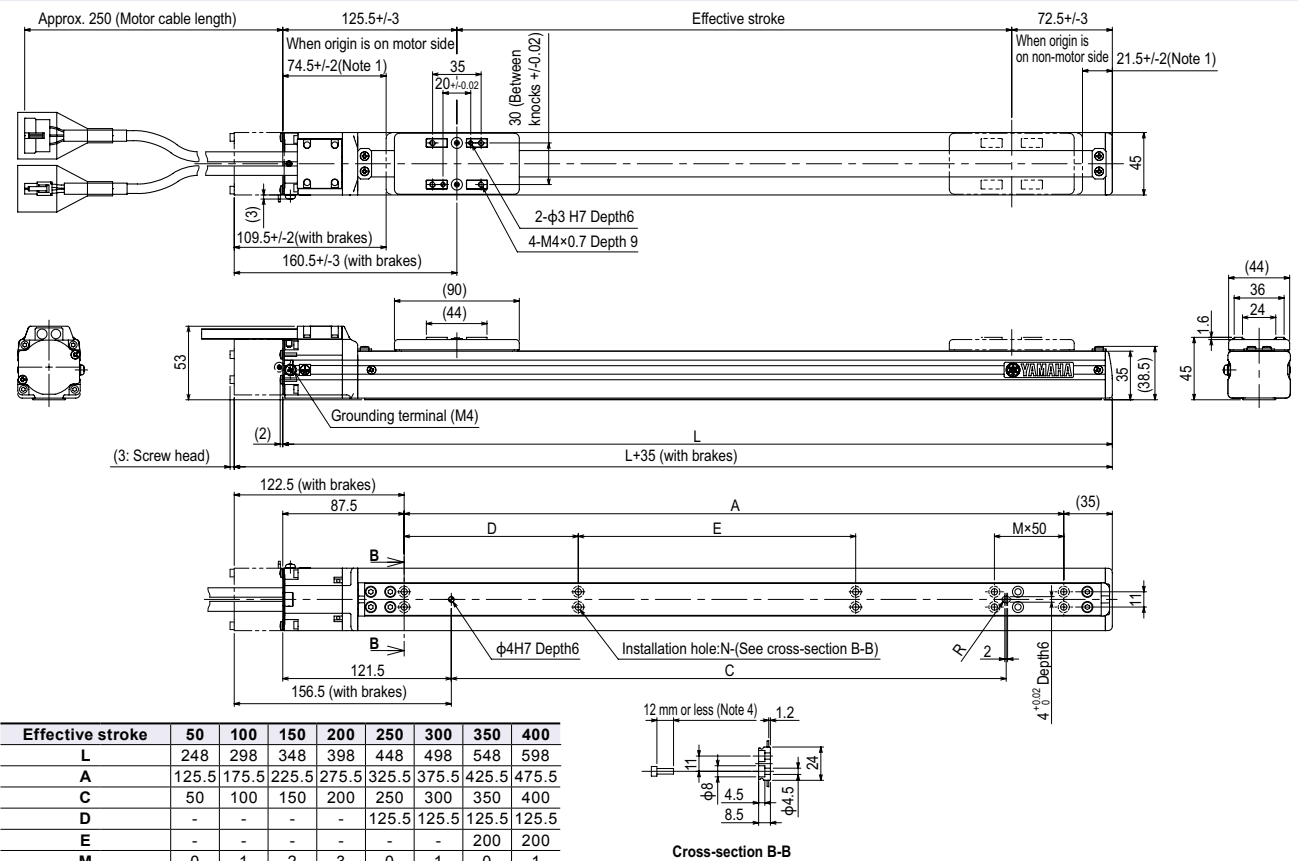 Approx. 250 (Motor cable length)
125.5+/-3
Effective stroke
72.5+/-3
When origin is on motor side
74.5+/-2(Note 1)
35
20+/-0.02
30 (Between
knocks +/-0.02)
When origin is
on non-motor side
21.5+/-2(Note 1)
45
(3)
2-ϕ3 H7 Depth6
4-M4×0.7 Depth 9
109.5+/-2(with brakes)
160.5+/-3 (with brakes)
(90)
(44)
53
Grounding terminal (M4)
YAMAHA
35
(38.5)
(44)
36
24
1.6
45
(2)
L
(3: Screw head)
L+35 (with brakes)
122.5 (with brakes)
87.5
A
(35)
D
E
M×50
B
11
B
ϕ4H7 Depth6
Installation hole:N-(See cross-section B-B)
R
2
4 +0.02 0 Depth6
121.5
C
156.5 (with brakes)
12 mm or less (Note 4)
1.2
11
24
ϕ8
4.5
8.5
ϕ4.5
Cross-section B-B
Effective stroke 50 100 150 200 250 300 350 400
L 248 298 348 398 448 498 548 598
A 125.5 175.5 225.5 275.5 325.5 375.5 425.5 475.5
C 50 100 150 200 250 300 350 400
D - - - - 125.5 125.5 125.5 125.5
E - - - - - - 200 200
M 0 1 2 3 0 1 0 1